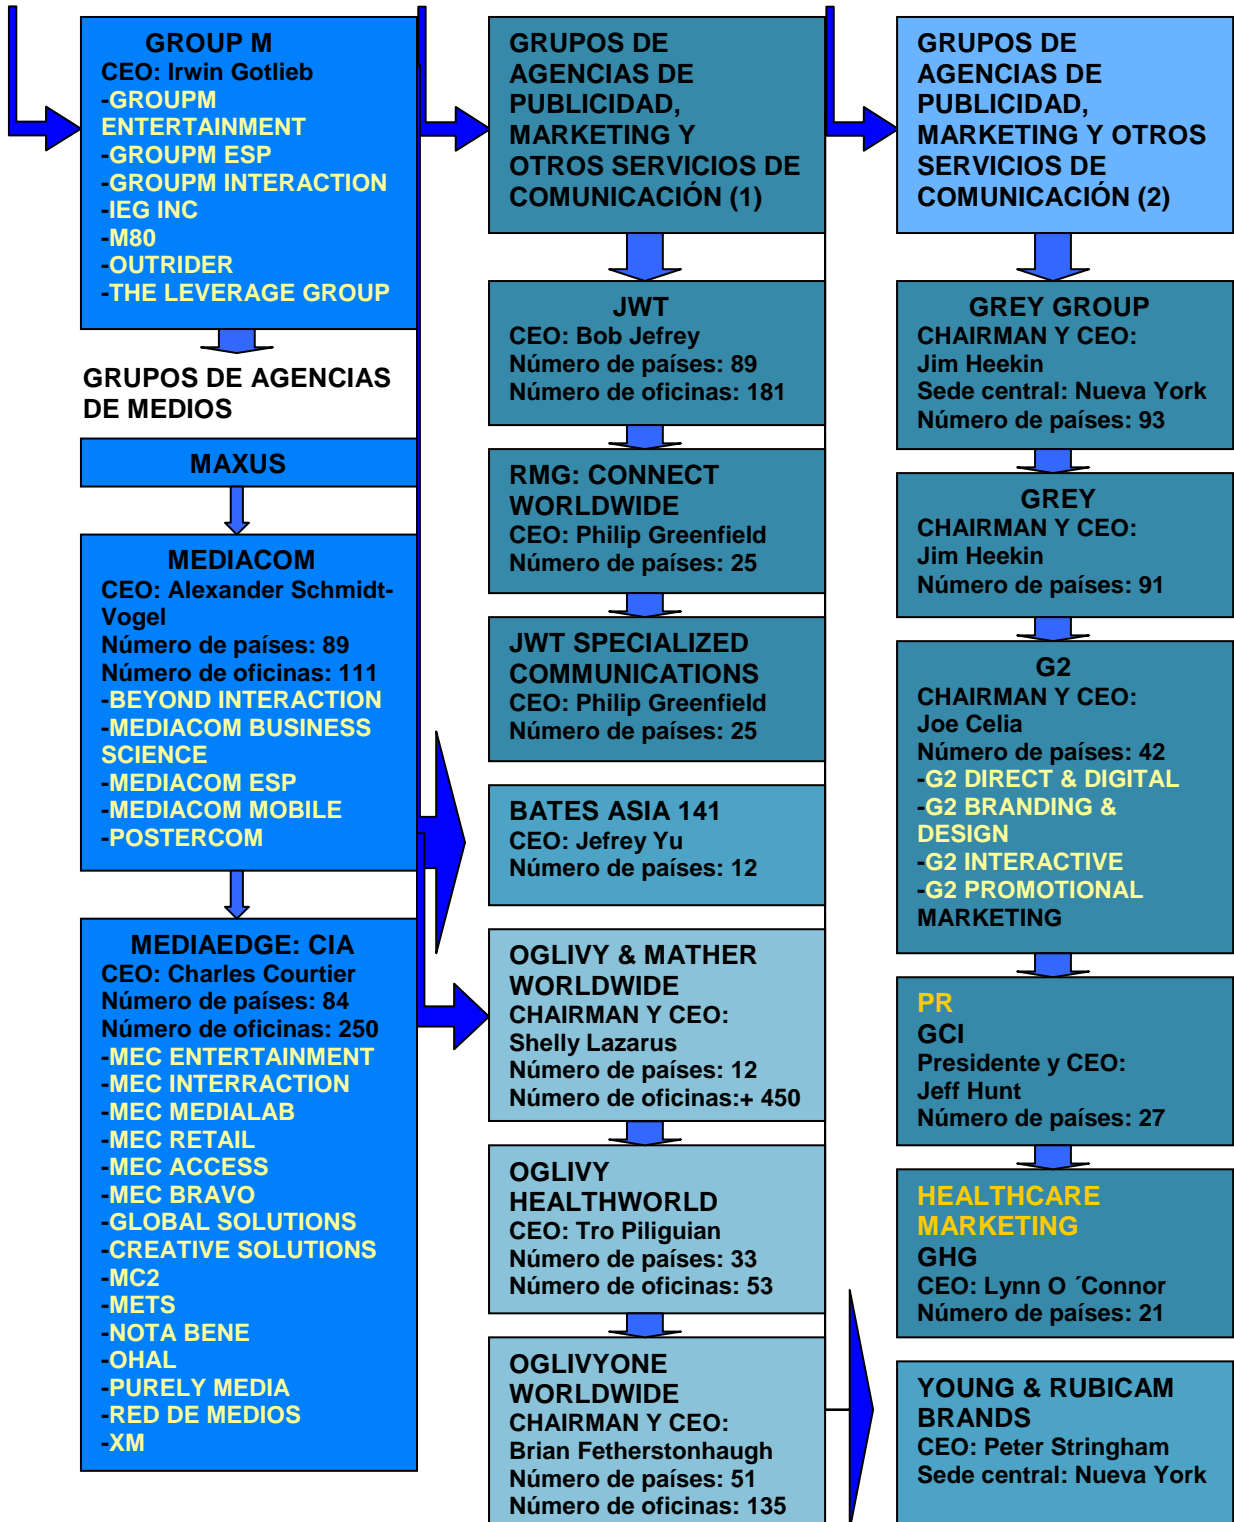 GROUP M
CEO: Irwin Gotlieb
-GROUPM
ENTERTAINMENT
-GROUPM ESP
-GROUPM INTERACTION
-IEG INC
-M80
-OUTRIDER
-THE LEVERAGE GROUP
GRUPOS DE AGENCIAS
DE MEDIOS
MAXUS
MEDIACOM
CEO: Alexander Schmidt-
Vogel
Número de países: 89
Número de oficinas: 111
-BEYOND INTERACTION
-MEDIACOM BUSINESS
SCIENCE
-MEDIACOM ESP
-MEDIACOM MOBILE
-POSTERCOM
MEDIAEDGE: CIA
CEO: Charles Courtier
Número de países: 84
Número de oficinas: 250
-MEC ENTERTAINMENT
-MEC INTERRACTION
-MEC MEDIALAB
-MEC RETAIL
-MEC ACCESS
-MEC BRAVO
-GLOBAL SOLUTIONS
-CREATIVE SOLUTIONS
-MC2
-METS
-NOTA BENE
-OHAL
-PURELY MEDIA
-RED DE MEDIOS
-XM
GRUPOS DE
AGENCIAS DE
PUBLICIDAD,
MARKETING Y
OTROS SERVICIOS DE
COMUNICACIÓN (1)
JWT
CEO: Bob Jefrey
Número de países: 89
Número de oficinas: 181
RMG: CONNECT
WORLDWIDE
CEO: Philip Greenfield
Número de países: 25
JWT SPECIALIZED
COMMUNICATIONS
CEO: Philip Greenfield
Número de países: 25
BATES ASIA 141
CEO: Jefrey Yu
Número de países: 12
OGLIVY & MATHER
WORLDWIDE
CHAIRMAN Y CEO:
Shelly Lazarus
Número de países: 12
Número de oficinas:+ 450
OGLIVY
HEALTHWORLD
CEO: Tro Piliguian
Número de países: 33
Número de oficinas: 53
OGLIVYONE
WORLDWIDE
CHAIRMAN Y CEO:
Brian Fetherstonhaugh
Número de países: 51
Número de oficinas: 135
GRUPOS DE
AGENCIAS DE
PUBLICIDAD,
MARKETING Y OTROS
SERVICIOS DE
COMUNICACIÓN (2)
GREY GROUP
CHAIRMAN Y CEO:
Jim Heekin
Sede central: Nueva York
Número de países: 93
GREY
CHAIRMAN Y CEO:
Jim Heekin
Número de países: 91
G2
CHAIRMAN Y CEO:
Joe Celia
Número de países: 42
-G2 DIRECT & DIGITAL
-G2 BRANDING &
DESIGN
-G2 INTERACTIVE
-G2 PROMOTIONAL
MARKETING
PR
GCI
Presidente y CEO:
Jeff Hunt
Número de países: 27
HEALTHCARE
MARKETING
GHG
CEO: Lynn O ´Connor
Número de países: 21
YOUNG & RUBICAM
BRANDS
CEO: Peter Stringham
Sede central: Nueva York